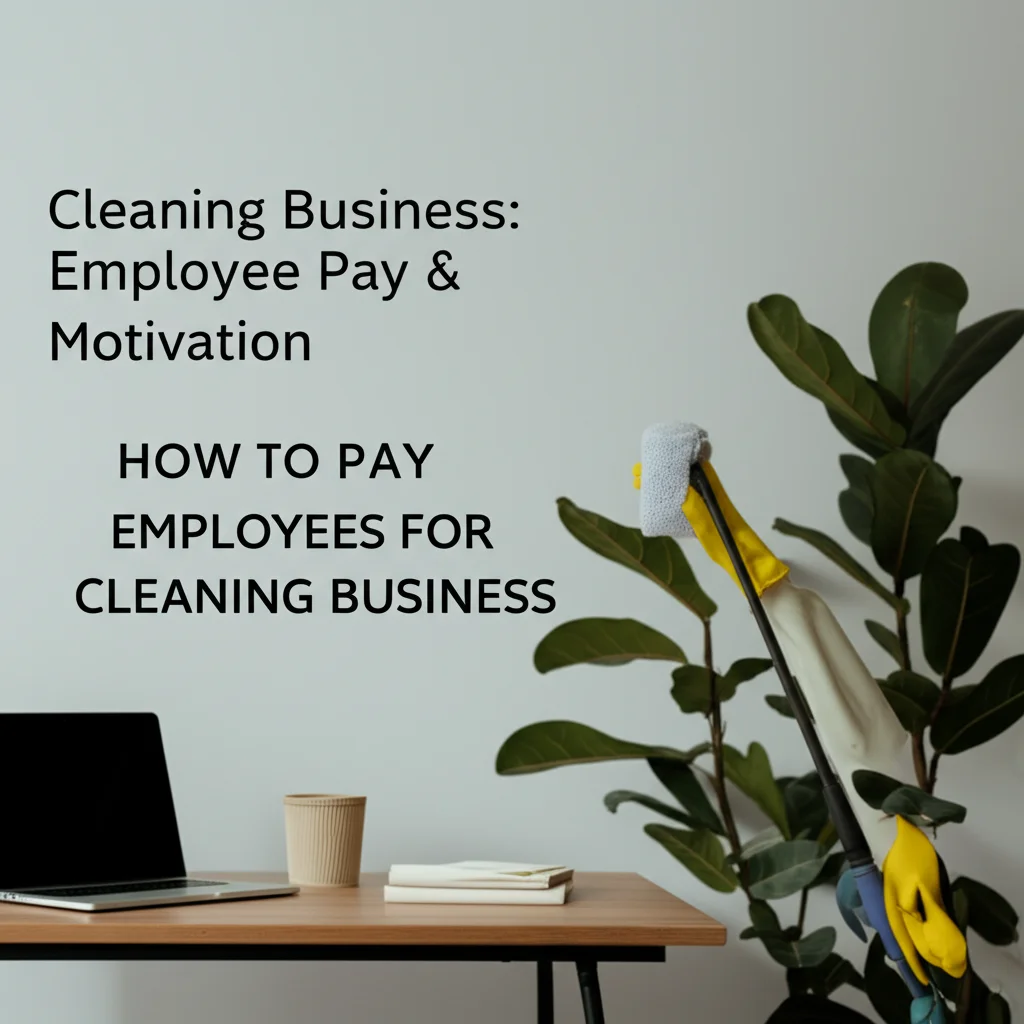 Cleaning Business:
Employee Pay &
Motivation
HOW TO PAY
EMPLOYEES FOR
CLEANING BUSINESS